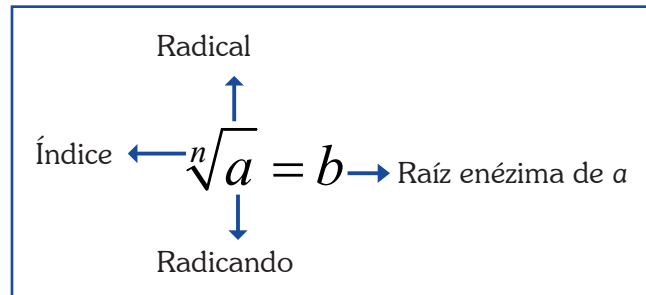 Radical
Índice
ⁿ√a = b
Raíz enézima de a
Radicando